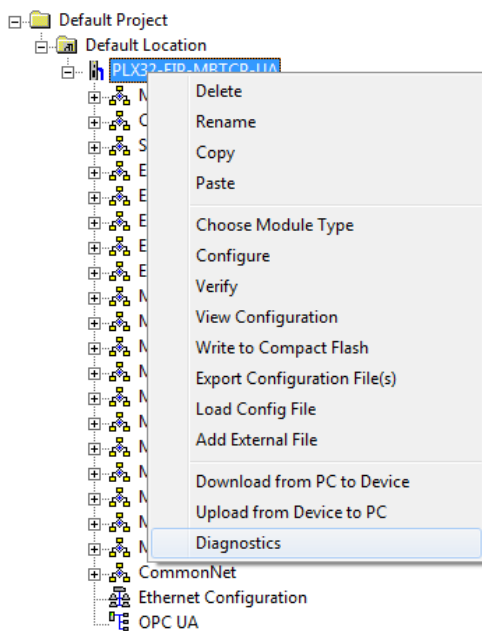 Default Project
Default Location
PLX32-EIP-MBTCP-UA
Delete
Rename
Copy
Paste
Choose Module Type
Configure
Verify
View Configuration
Write to Compact Flash
Export Configuration File(s)
Load Config File
Add External File
Download from PC to Device
Upload from Device to PC
Diagnostics
CommonNet
Ethernet Configuration
OPC UA